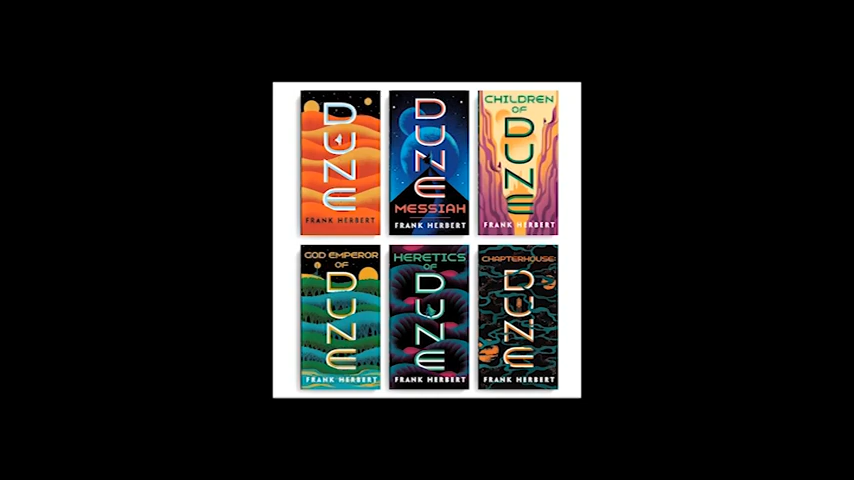 DUNE
FRANK HERBERT
DUNE
MESSIAH
FRANK HERBERT
CHILDREN
OF
DUNE
FRANK HERBERT
GOD EMPEROR
OF
DUNE
FRANK HERBERT
HERETICS
OF
DUNE
FRANK HERBERT
CHAPTERHOUSE:
DUNE
FRANK HERBERT